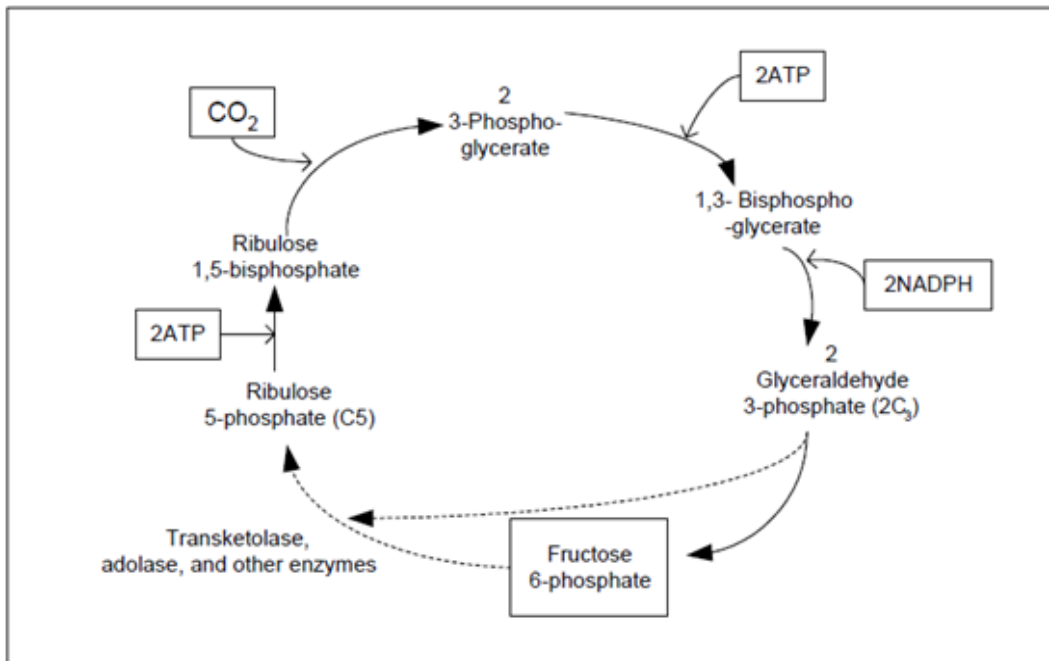 2
3-Phospho-
glycerate
2ATP
CO₂
1,3- Bisphospho
-glycerate
2NADPH
2
Glyceraldehyde
3-phosphate (2C₃)
Fructose
6-phosphate
Transketolase,
adolase, and other enzymes
Ribulose
5-phosphate (C5)
2ATP
Ribulose
1,5-bisphosphate